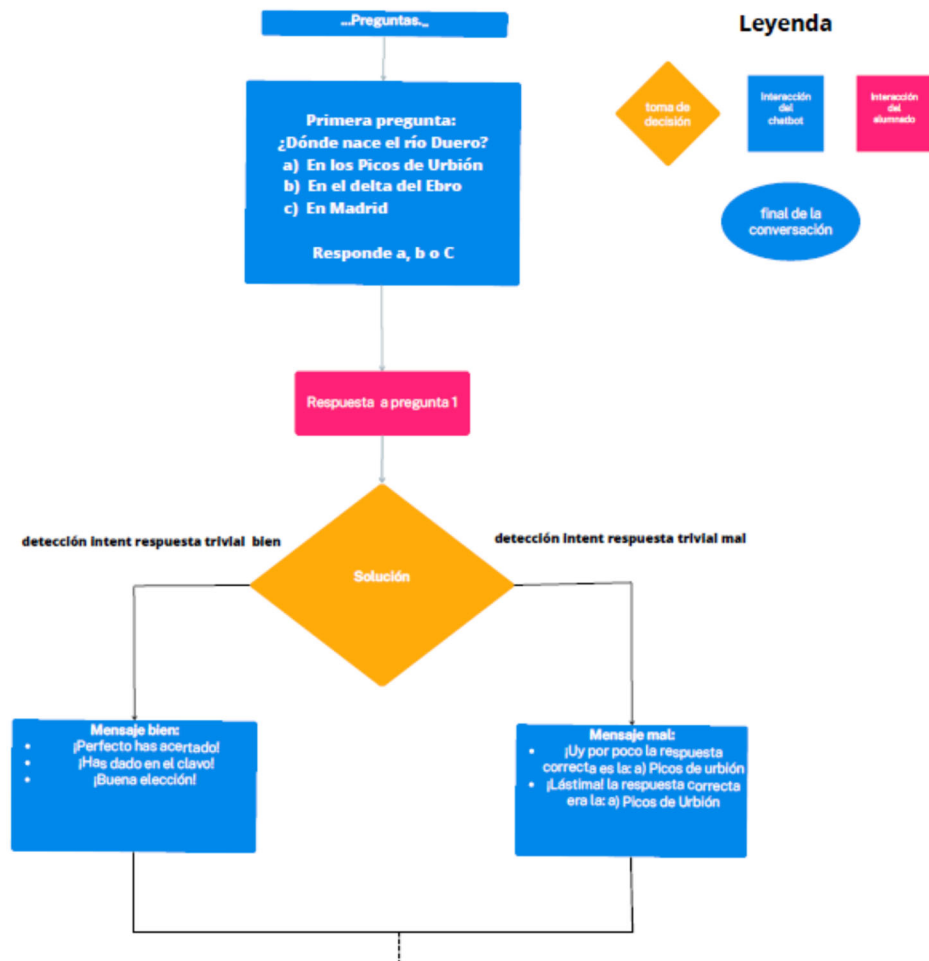 ...Preguntas._
Leyenda
toma de
decisión
Interacción
del
chatbot
Interacción
del
alumnado
final de la
conversación
Primera pregunta:
¿Dónde nace el río Duero?
a) En los Picos de Urbión
b) En el delta del Ebro
c) En Madrid
Responde a, b o C
Respuesta a pregunta 1
detección intent respuesta trivial bien
detección intent respuesta trivial mal
Solución
Mensaje bien:
• ¡Perfecto has acertado!
• ¡Has dado en el clavo!
• ¡Buena elección!
Mensaje mal:
• ¡Uy por poco la respuesta
correcta es la: a) Picos de urbión
• ¡Lástima! la respuesta correcta
era la: a) Picos de Urbión